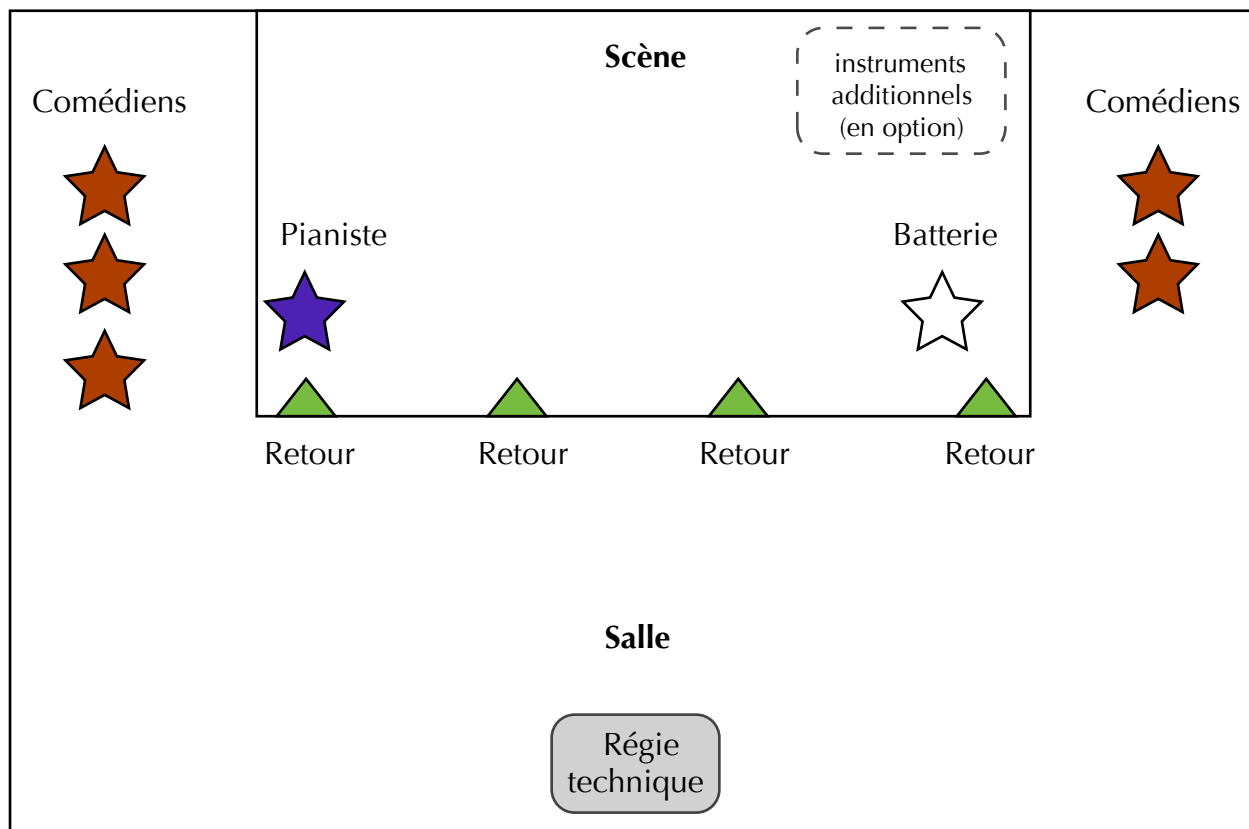 Scène
instruments
additionnels
(en option)
Comédiens
Comédiens
Pianiste
Batterie
Retour
Retour
Retour
Retour
Salle
Régie
technique